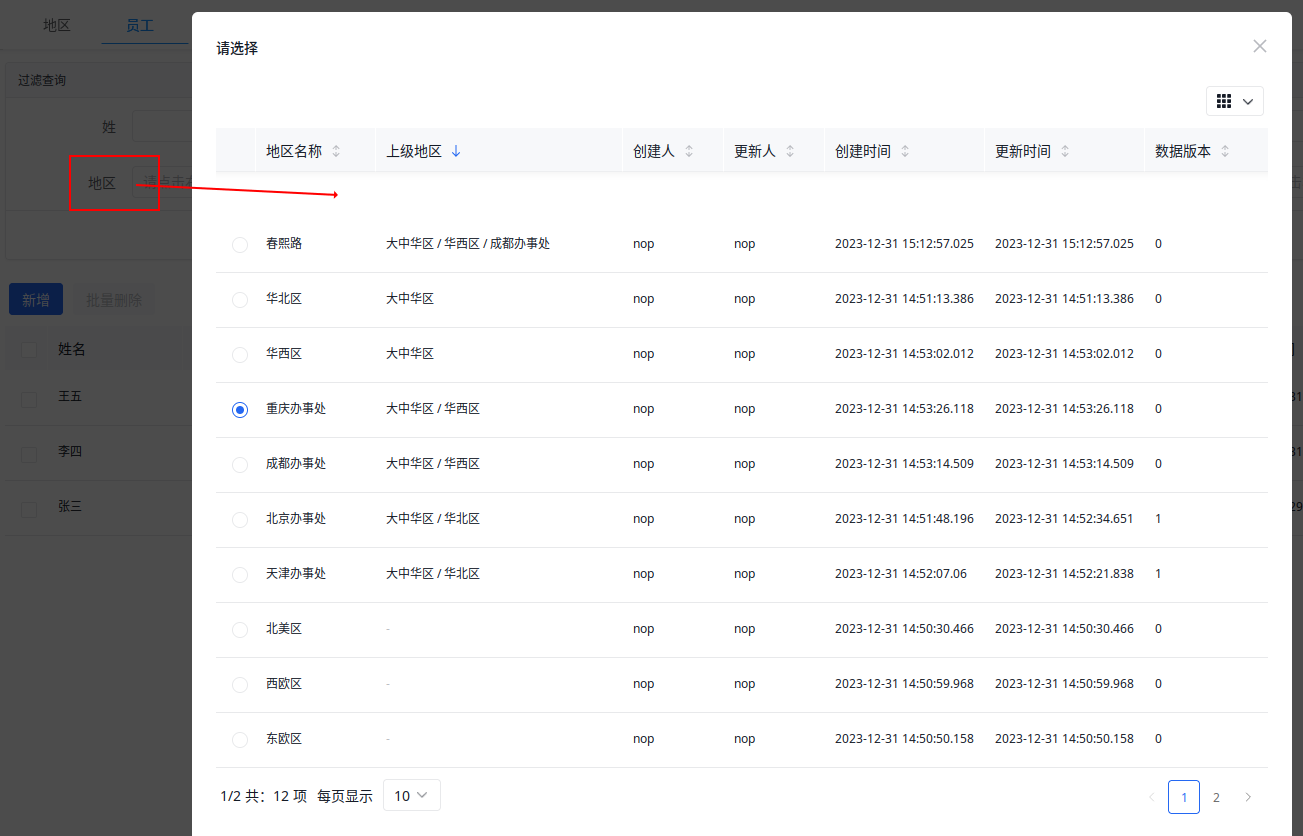 地区 员工
请选择
过滤查询
姓
地区 请点击右
地区名称 上级地区 创建人 更新人 创建时间 更新时间 数据版本
春熙路 大中华区 / 华西区 / 成都办事处 nop nop 2023-12-31 15:12:57.025 2023-12-31 15:12:57.025 0
华北区 大中华区 nop nop 2023-12-31 14:51:13.386 2023-12-31 14:51:13.386 0
华西区 大中华区 nop nop 2023-12-31 14:53:02.012 2023-12-31 14:53:02.012 0
重庆办事处 大中华区 / 华西区 nop nop 2023-12-31 14:53:26.118 2023-12-31 14:53:26.118 0
成都办事处 大中华区 / 华西区 nop nop 2023-12-31 14:53:14.509 2023-12-31 14:53:14.509 0
北京办事处 大中华区 / 华北区 nop nop 2023-12-31 14:51:48.196 2023-12-31 14:52:34.651 1
天津办事处 大中华区 / 华北区 nop nop 2023-12-31 14:52:07.06 2023-12-31 14:52:21.838 1
北美区 - nop nop 2023-12-31 14:50:30.466 2023-12-31 14:50:30.466 0
西欧区 - nop nop 2023-12-31 14:50:59.968 2023-12-31 14:50:59.968 0
东欧区 - nop nop 2023-12-31 14:50:50.158 2023-12-31 14:50:50.158 0
1/2 共：12 项 每页显示 10 1 2
新增 批量删除
姓名
王五 31
李四 31
张三 29